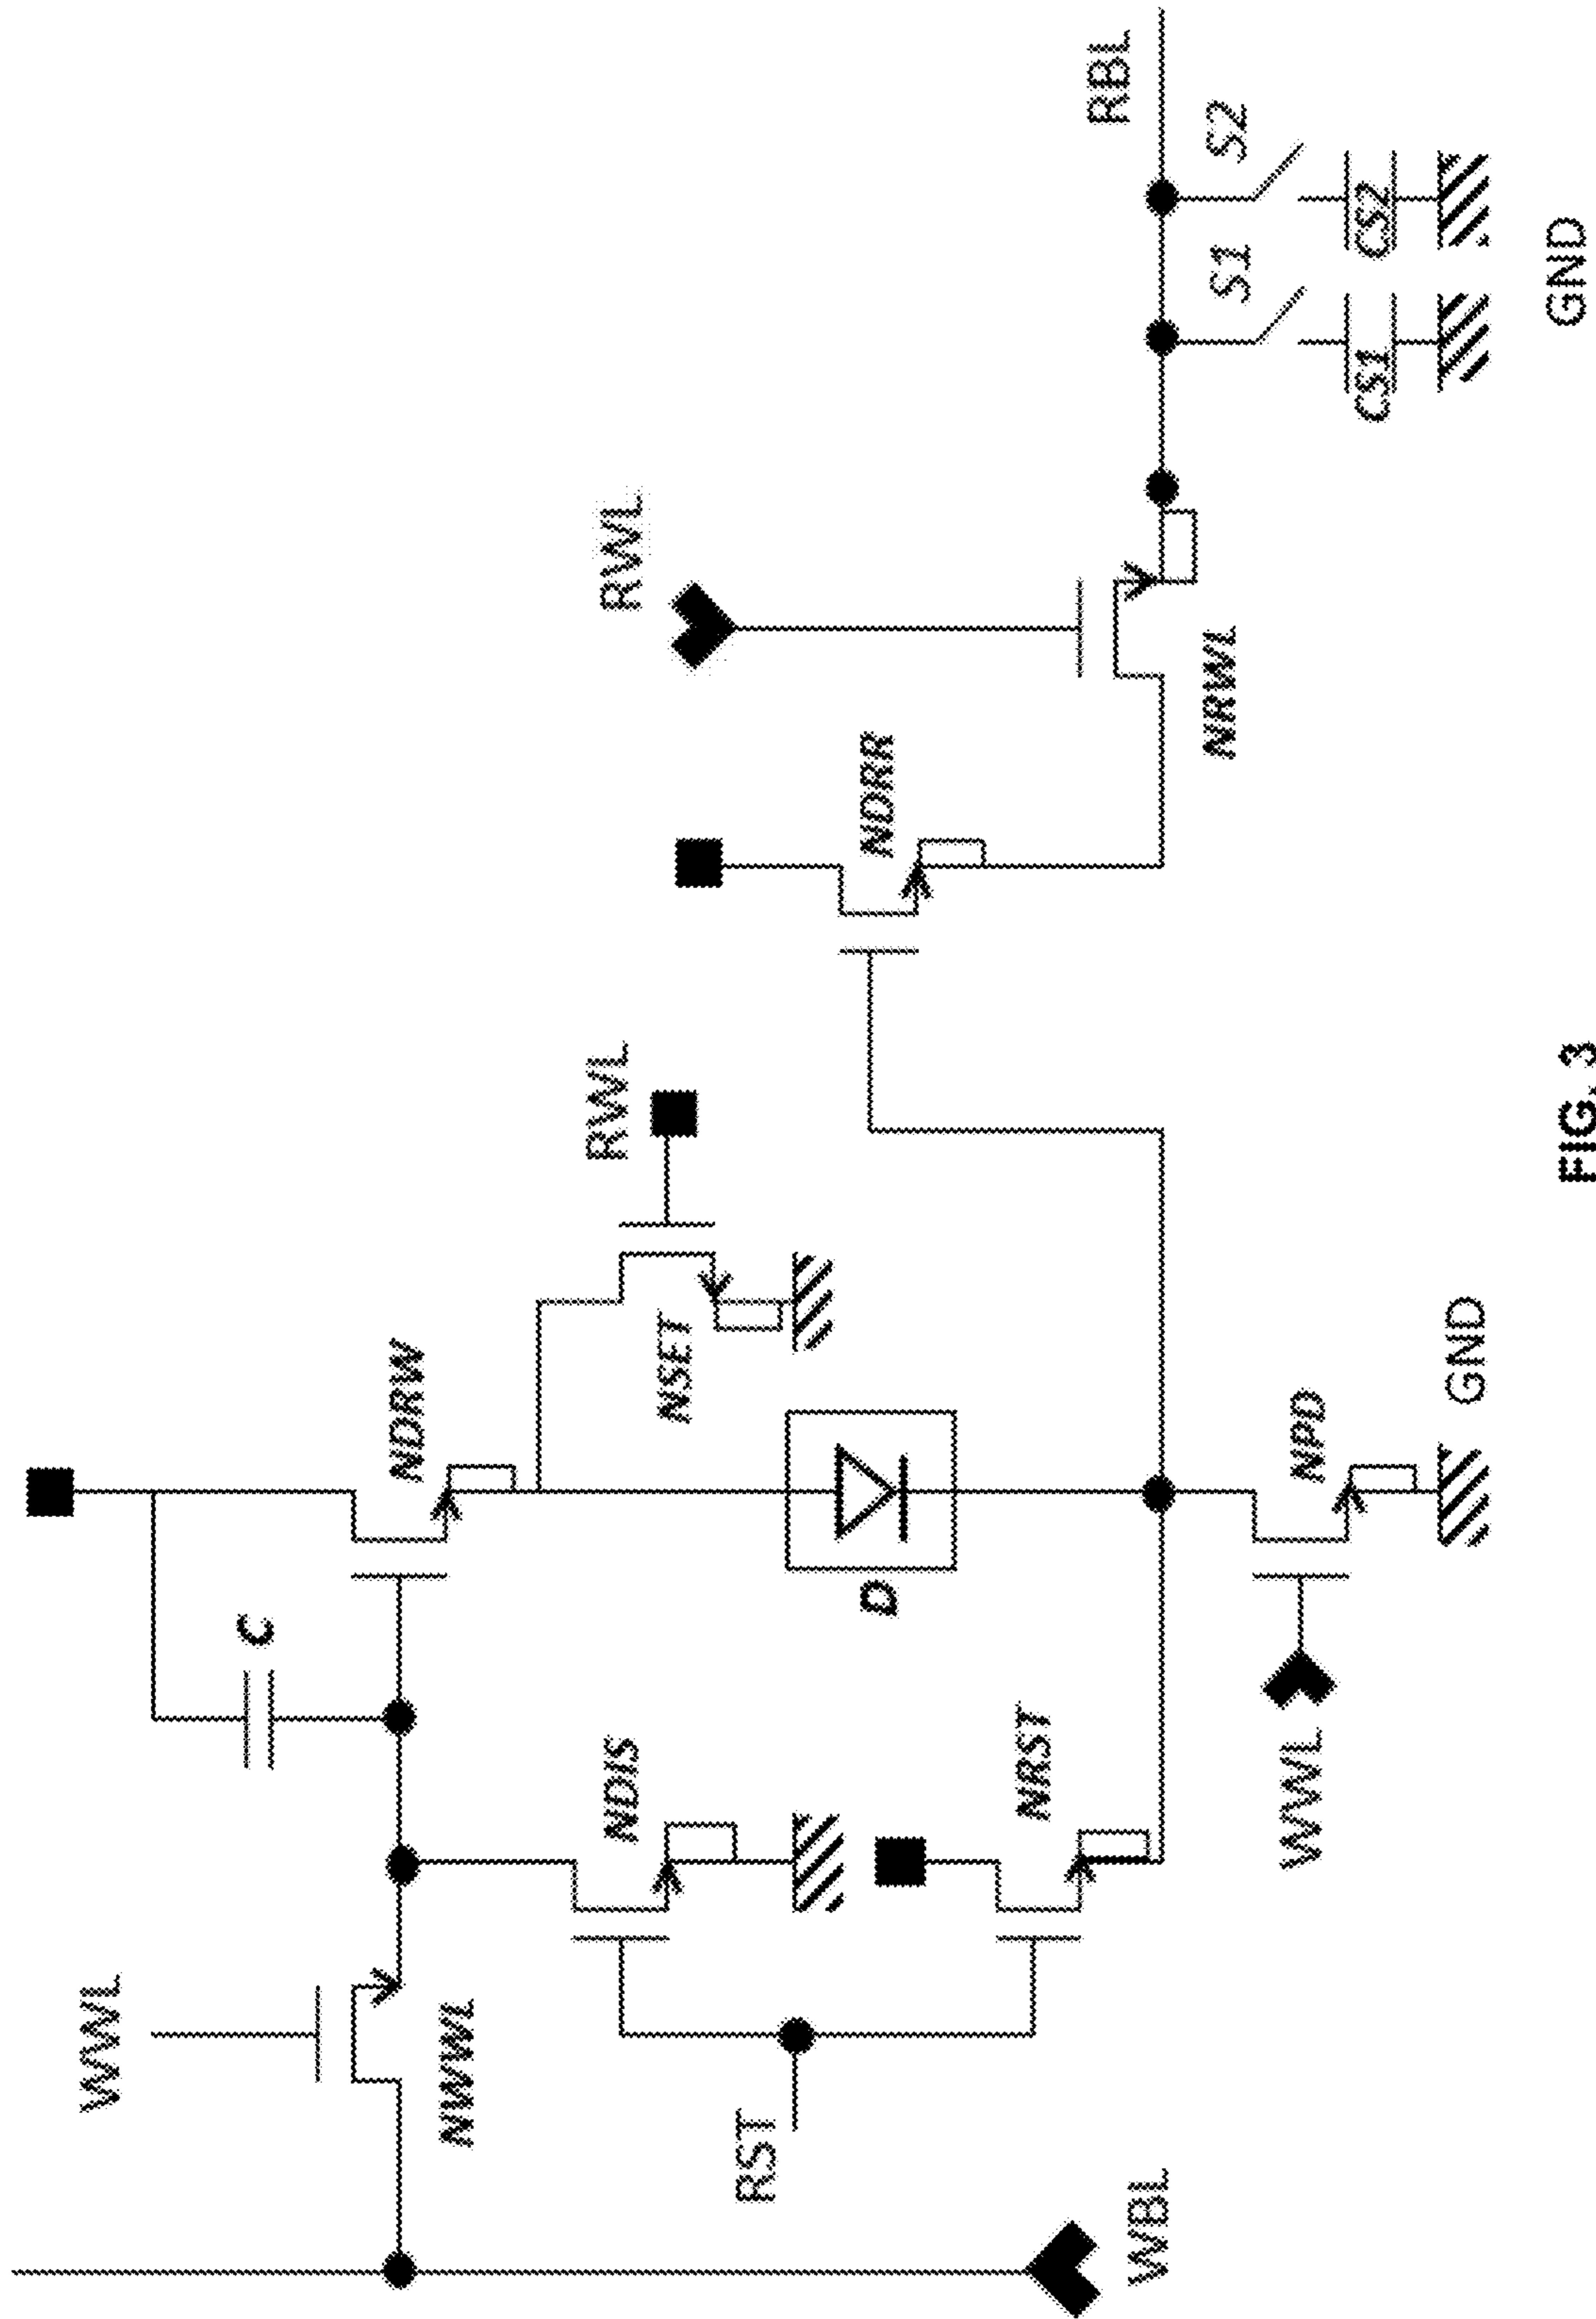 WWL
C
NDRW
NWWL
RWL
RWL
NDIS
NSET
RST
D
NDRR
NRST
RBL
WBL
NRWL
S1
S2
WWL
NPD
CS1
CS2
GND
GND
FIG. 3